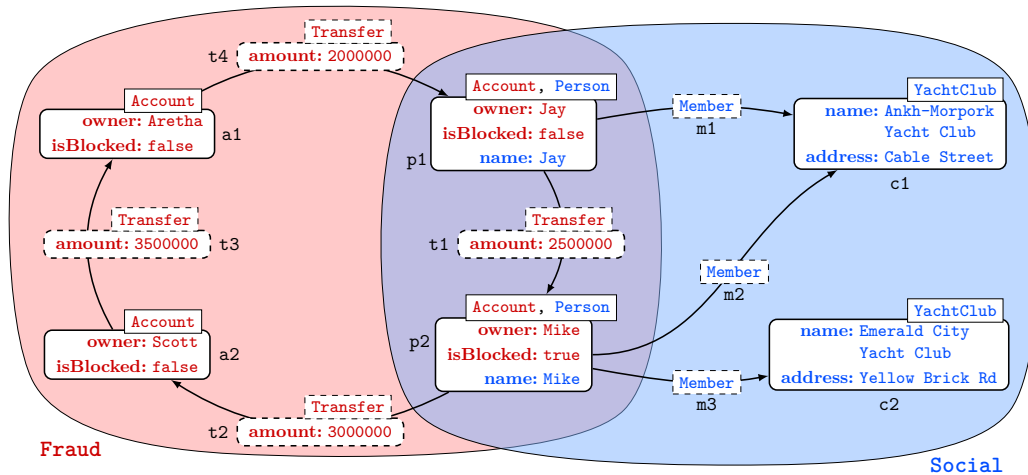 Transfer
t4
amount: 2000000
Account
owner: Aretha
isBlocked: false
a1
Account, Person
owner: Jay
isBlocked: false
name: Jay
p1
Member
m1
YachtClub
name: Ankh-Morpork
Yacht Club
address: Cable Street
c1
Transfer
amount: 3500000
t3
Transfer
t1
amount: 2500000
Member
m2
Account
owner: Scott
isBlocked: false
a2
Account, Person
p2
owner: Mike
isBlocked: true
name: Mike
Member
m3
YachtClub
name: Emerald City
Yacht Club
address: Yellow Brick Rd
c2
Transfer
t2
amount: 3000000
Fraud
Social